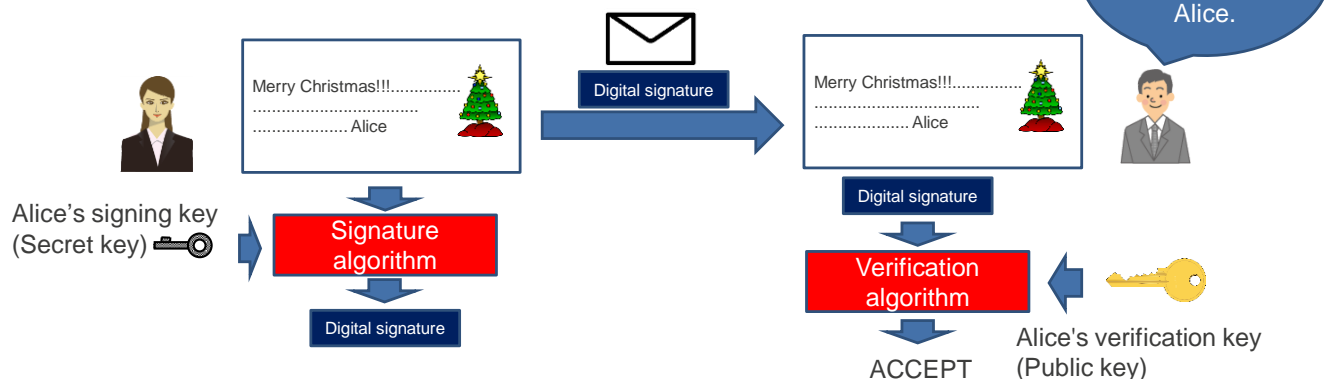 Alice.
Merry Christmas!!!...............
....................................
.................... Alice
Digital signature
Merry Christmas!!!...............
....................................
..................... Alice
Alice's signing key
(Secret key)
Signature
algorithm
Digital signature
Digital signature
Verification
algorithm
ACCEPT
Alice's verification key
(Public key)